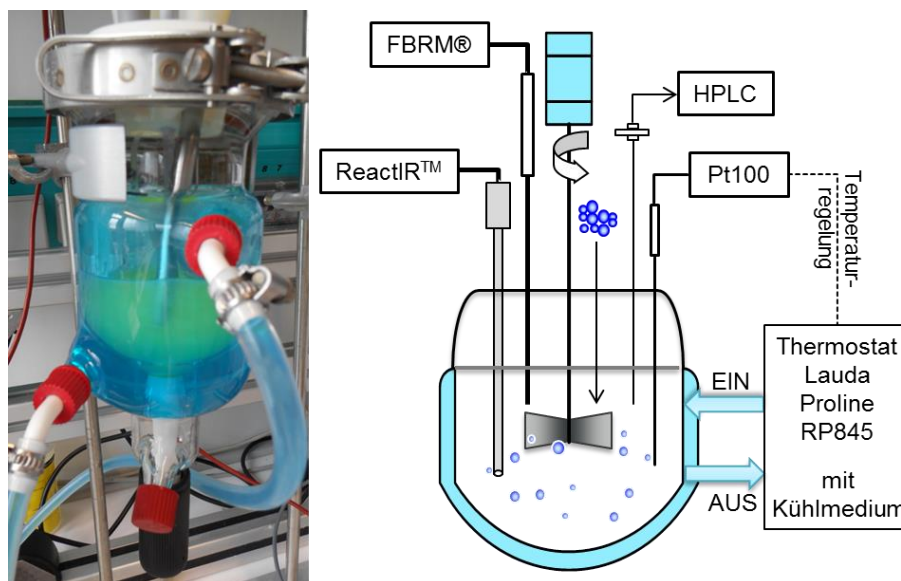 FBRM®
HPLC
ReactIR™
Pt100
Temperatur-
regelung
Thermostat
Lauda
Proline
RP845
mit
Kühlmedium
EIN
AUS